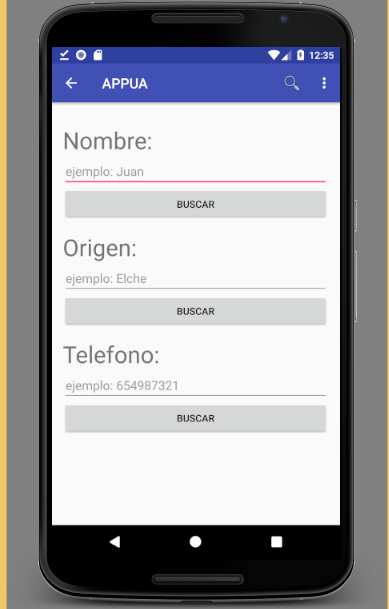 12:35
APPUA
Nombre:
ejemplo: Juan
BUSCAR
Origen:
ejemplo: Elche
BUSCAR
Telefono:
ejemplo: 654987321
BUSCAR